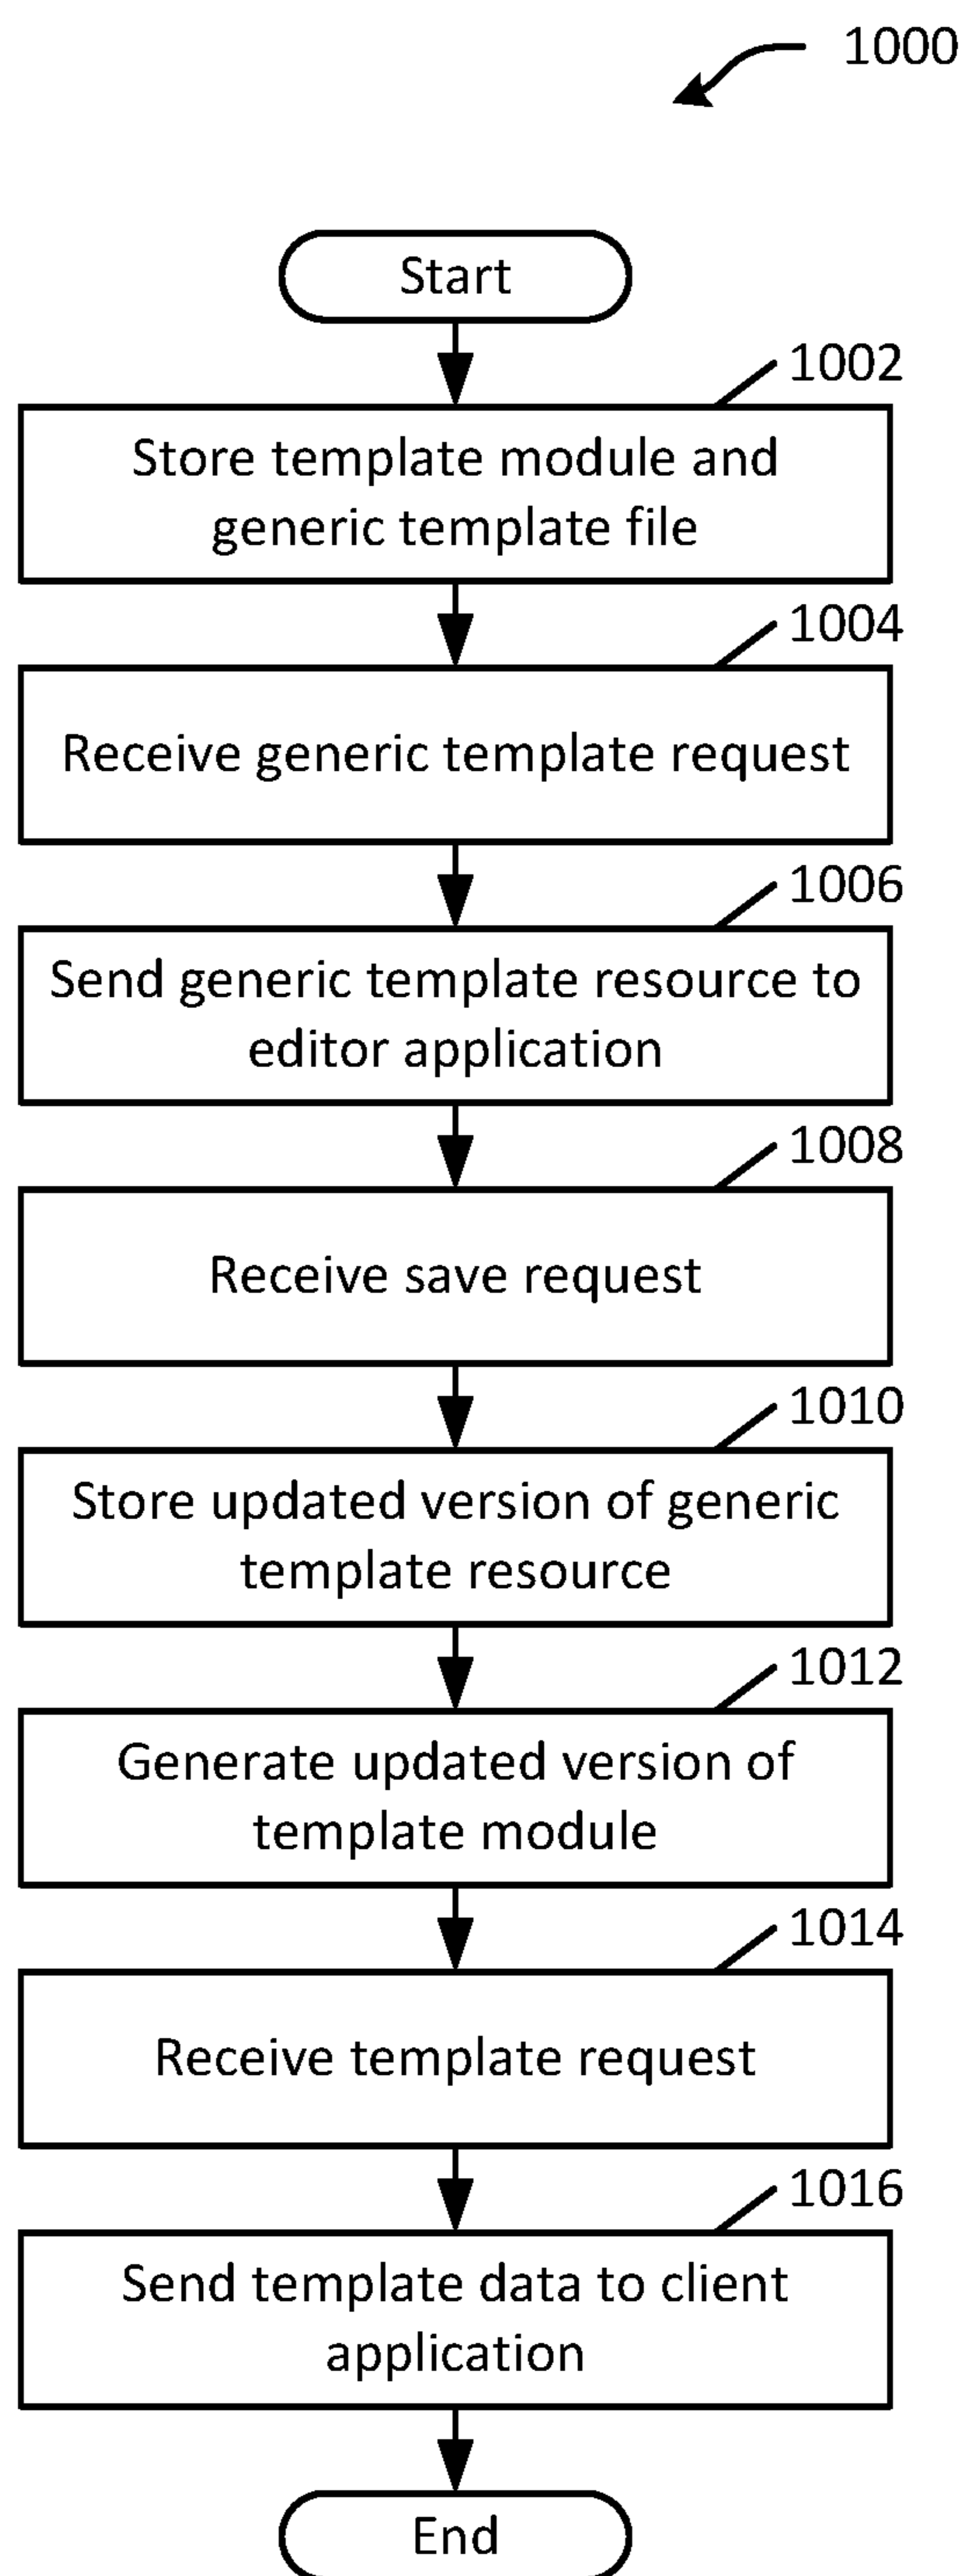 1000
Start
1002
Store template module and
generic template file
1004
Receive generic template request
1006
Send generic template resource to
editor application
1008
Receive save request
1010
Store updated version of generic
template resource
1012
Generate updated version of
template module
1014
Receive template request
1016
Send template data to client
application
End